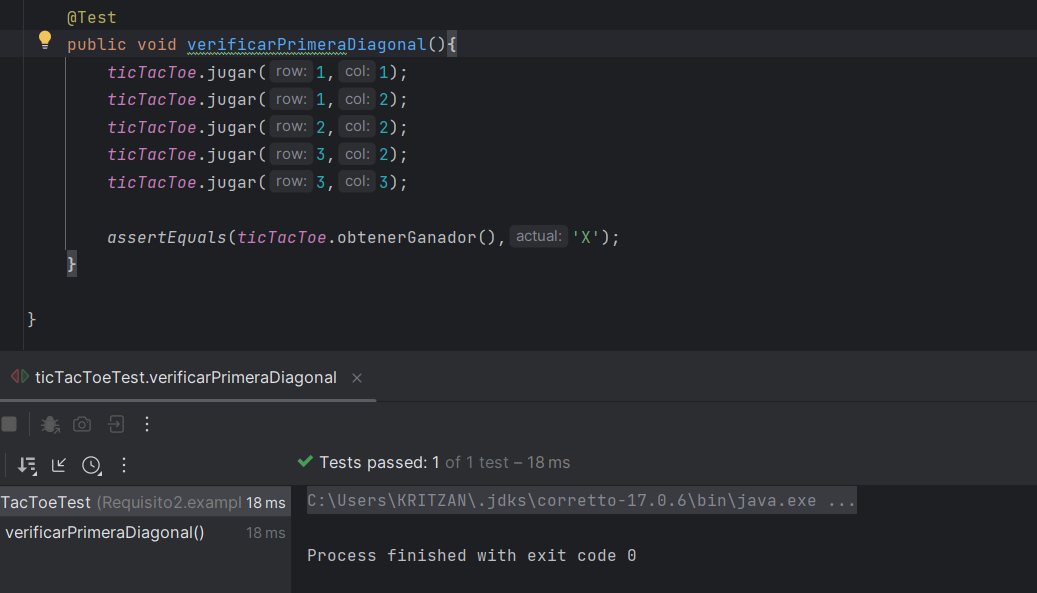 @Test
public void verificarPrimeraDiagonal(){
ticTacToe.jugar( row: 1, col: 1);
ticTacToe.jugar( row: 1, col: 2);
ticTacToe.jugar( row: 2, col: 2);
ticTacToe.jugar( row: 3, col: 2);
ticTacToe.jugar( row: 3, col: 3);
assertEquals(ticTacToe.obtenerGanador(), actual: 'X');
}
}
ticTacToeTest.verificarPrimeraDiagonal
Tests passed: 1 of 1 test – 18 ms
TacToeTest (Requisito2.exampl 18 ms
C:\Users\KRITZAN\.jdks\corretto-17.0.6\bin\java.exe ...
verificarPrimeraDiagonal() 18 ms
Process finished with exit code 0